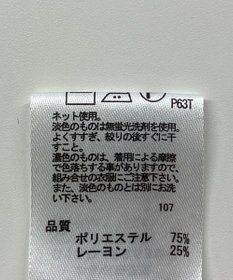 P63T
ネット使用。
淡色のものは無蛍光洗剤を使用。
よくすすぎ、絞りの後すぐに干
すこと。
濃色のものは、着用による摩擦
で色落ちする事がありますので、
組み合せの衣服にご注意下さい。
また、淡色のものとは別にお洗
い下さい。
107
品質
ポリエステル 75%
レーヨン 25%